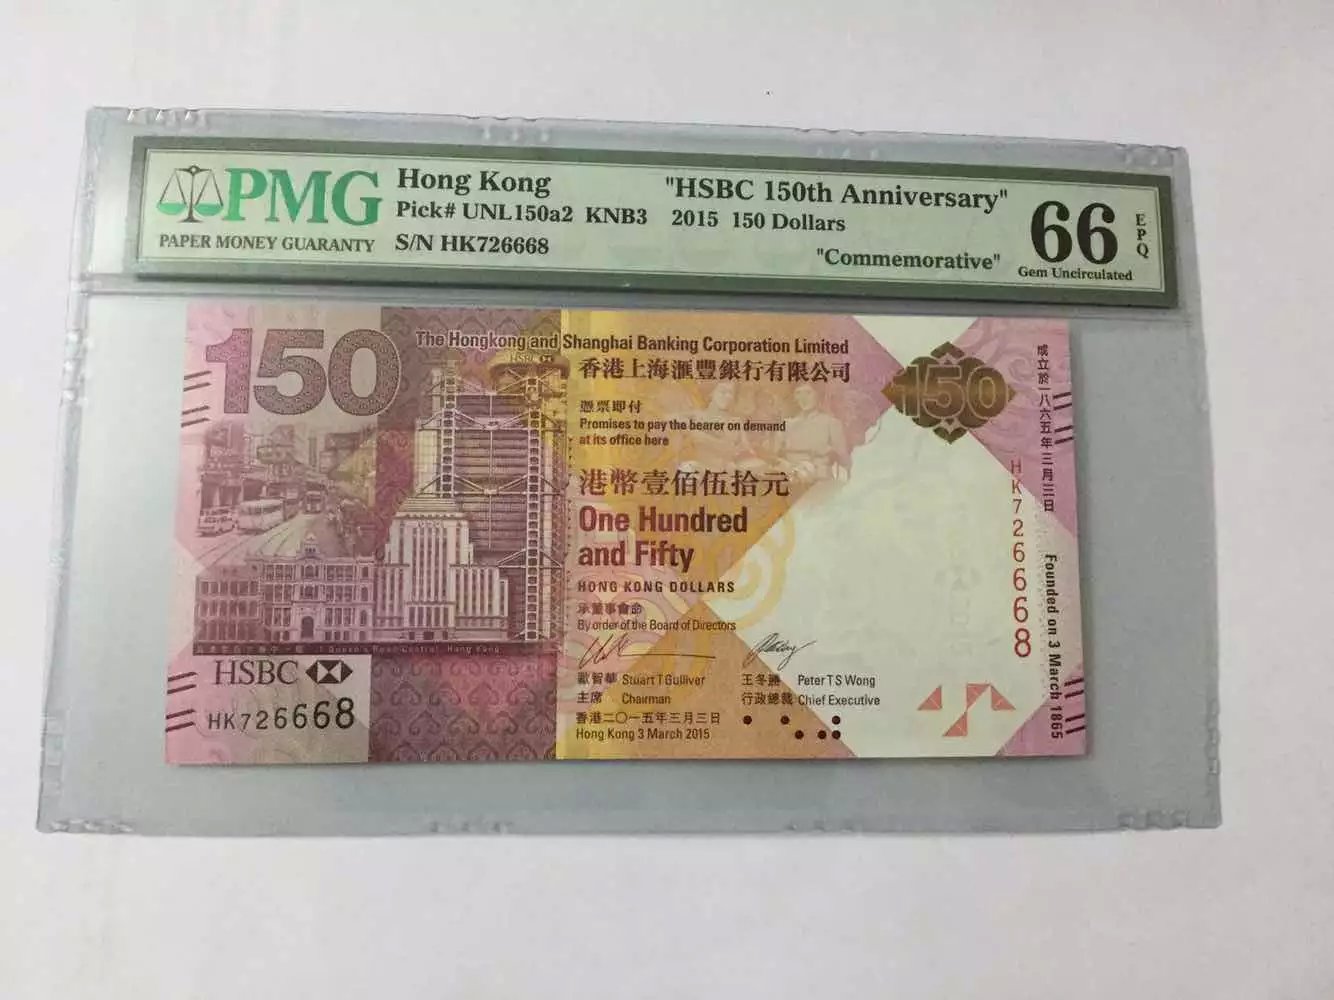 PMG
PAPER MONEY GUARANTY
Hong Kong
Pick# UNL150a2 KNB3
S/N HK726668
"HSBC 150th Anniversary"
2015 150 Dollars
"Commemorative"
66
EPQ
Gem Uncirculated
150
The Hongkong and Shanghai Banking Corporation Limited
HSBC
香港上海滙豐銀行有限公司
憑票即付
Promises to pay the bearer on demand
at its office here
港幣壹佰伍拾元
One Hundred
and Fifty
HONG KONG DOLLARS
承董事會命
By order of the Board of Directors
歐智華 Stuart T Gulliver
主席 Chairman
王冬勝 Peter T S Wong
行政總裁 Chief Executive
香港二〇一五年三月三日
Hong Kong 3 March 2015
1 Queen's Road Central, Hong Kong
HSBC
HK726668
150
成立於一八六五年三月三日
Founded on 3 March 1865
HK726668